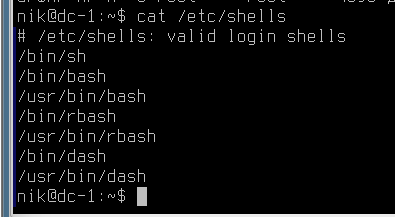 nik@dc-1:~$ cat /etc/shells
# /etc/shells: valid login shells
/bin/sh
/bin/bash
/usr/bin/bash
/bin/rbash
/usr/bin/rbash
/bin/dash
/usr/bin/dash
nik@dc-1:~$